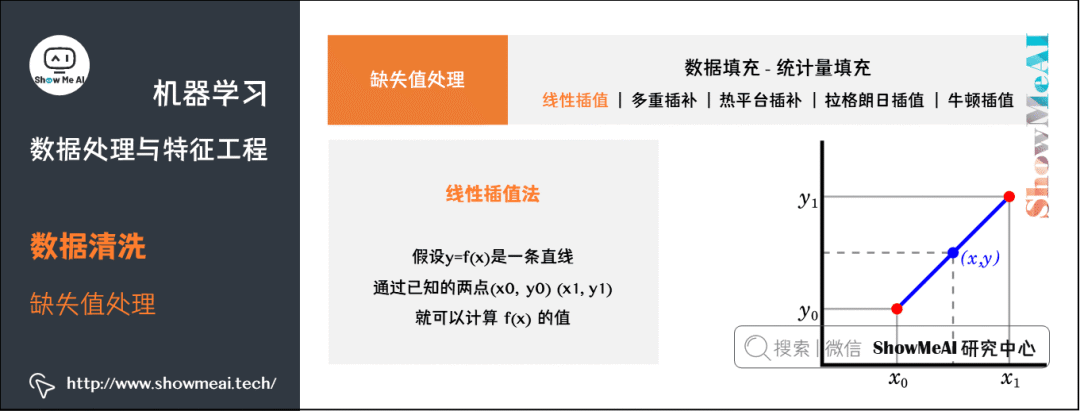 Show Me AI
机器学习
数据处理与特征工程
数据清洗
缺失值处理
http://www.showmeai.tech/
缺失值处理
数据填充 - 统计量填充
线性插值 | 多重插补 | 热平台插补 | 拉格朗日插值 | 牛顿插值
线性插值法
假设y=f(x)是一条直线
通过已知的两点(x0, y0) (x1, y1)
就可以计算 f(x) 的值
ShowMeAI
y1
(x,y)
y0
搜索 | 微信 ShowMeAI 研究中心
x0 x1